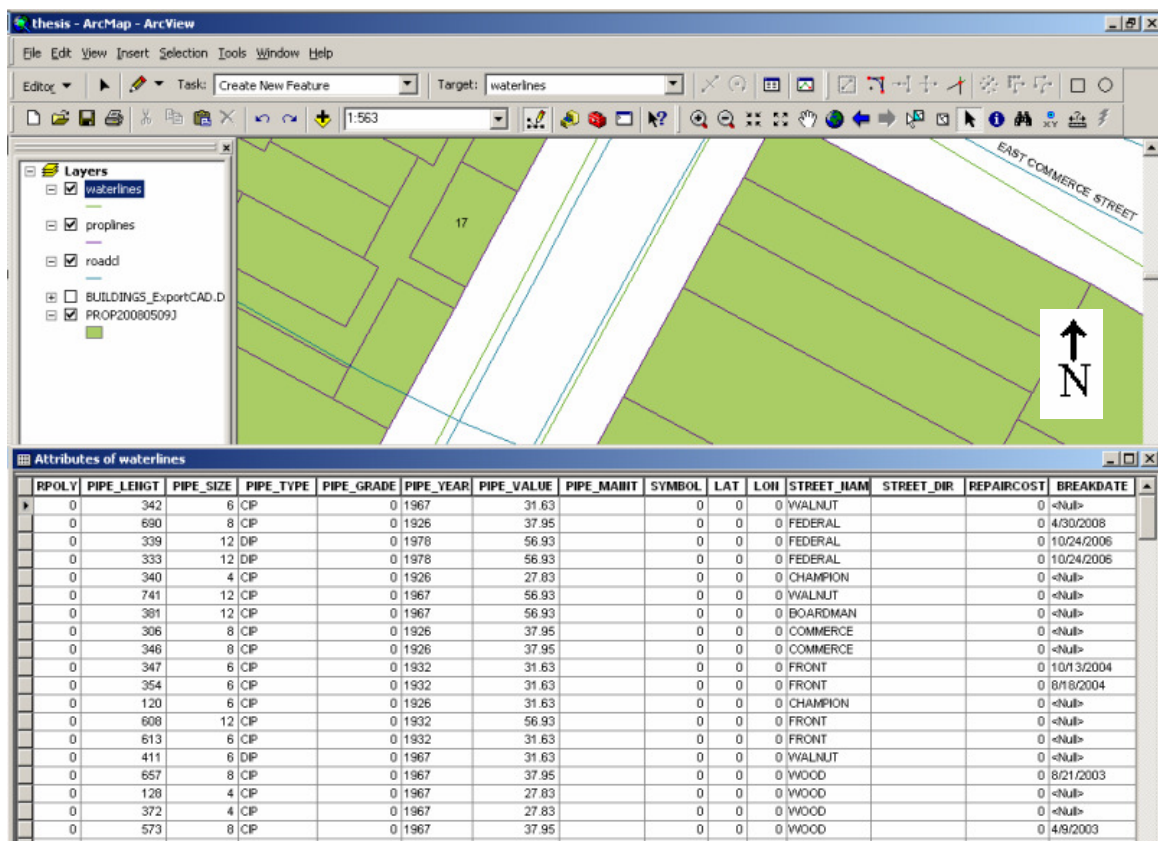 thesis - ArcMap - ArcView
File Edit View Insert Selection Tools Window Help
Editor Task: Create New Feature Target: waterlines
1:563
Layers
waterlines
proplines
roadcl
BUILDINGS_ExportCAD.D
PROP20080509J
17
EAST COMMERCE STREET
N
Attributes of waterlines
RPOLY PIPE_LENGT PIPE_SIZE PIPE_TYPE PIPE_GRADE PIPE_YEAR PIPE_VALUE PIPE_MAINT SYMBOL LAT LON STREET_NAM STREET_DIR REPAIRCOST BREAKDATE
0 342 6 CIP 0 1967 31.63 0 0 0 WALNUT 0 <Null>
0 690 8 CIP 0 1926 37.95 0 0 0 FEDERAL 0 4/30/2008
0 339 12 DIP 0 1978 56.93 0 0 0 FEDERAL 0 10/24/2006
0 333 12 DIP 0 1978 56.93 0 0 0 FEDERAL 0 10/24/2006
0 340 4 CIP 0 1926 27.83 0 0 0 CHAMPION 0 <Null>
0 741 12 CIP 0 1967 56.93 0 0 0 WALNUT 0 <Null>
0 381 12 CIP 0 1967 56.93 0 0 0 BOARDMAN 0 <Null>
0 306 8 CIP 0 1926 37.95 0 0 0 COMMERCE 0 <Null>
0 346 8 CIP 0 1926 37.95 0 0 0 COMMERCE 0 <Null>
0 347 6 CIP 0 1932 31.63 0 0 0 FRONT 0 10/13/2004
0 354 6 CIP 0 1932 31.63 0 0 0 FRONT 0 8/18/2004
0 120 6 CIP 0 1926 31.63 0 0 0 CHAMPION 0 <Null>
0 608 12 CIP 0 1932 56.93 0 0 0 FRONT 0 <Null>
0 613 6 CIP 0 1932 31.63 0 0 0 FRONT 0 <Null>
0 411 6 DIP 0 1967 31.63 0 0 0 WALNUT 0 <Null>
0 657 8 CIP 0 1967 37.95 0 0 0 WOOD 0 8/21/2003
0 128 4 CIP 0 1967 27.83 0 0 0 WOOD 0 <Null>
0 372 4 CIP 0 1967 27.83 0 0 0 WOOD 0 <Null>
0 573 8 CIP 0 1967 37.95 0 0 0 WOOD 0 4/9/2003